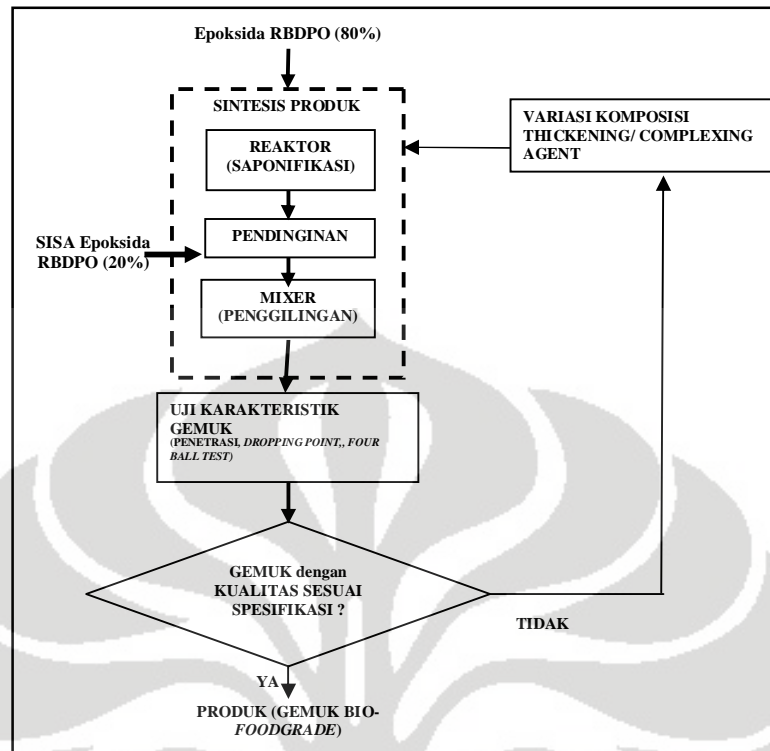 Epoksida RBDPO (80%)
SINTESIS PRODUK
REAKTOR
(SAPONIFIKASI)
VARIASI KOMPOSISI
THICKENING/ COMPLEXING
AGENT
PENDINGINAN
SISA Epoksida
RBDPO (20%)
MIXER
(PENGGILINGAN)
UJI KARAKTERISTIK
GEMUK
(PENETRASI, DROPPING POINT,, FOUR
BALL TEST)
GEMUK dengan
KUALITAS SESUAI
SPESIFIKASI ?
TIDAK
YA
PRODUK (GEMUK BIO-
FOODGRADE)